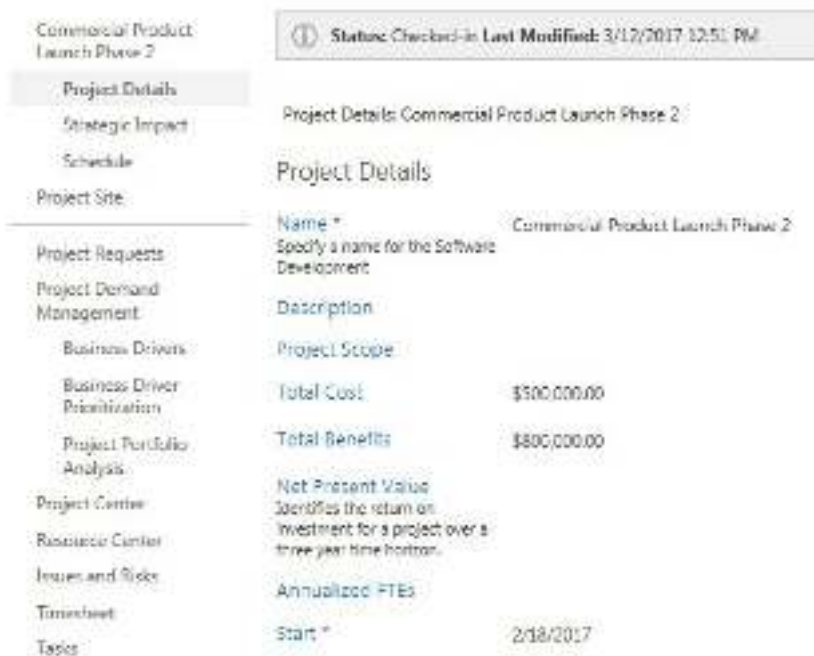 Commercial Product
Launch Phase 2
Project Details
Strategic Impact
Schedule
Project Site
Project Requests
Project Demand
Management
Business Drivers
Business Driver
Prioritization
Project Portfolio
Analysis
Project Center
Resource Center
Issues and Risks
Timesheet
Tasks
Status: Checked-in Last Modified: 3/12/2017 12:51 PM
Project Details: Commercial Product Launch Phase 2
Project Details
Name * Commercial Product Launch Phase 2
Specify a name for the Software
Development
Description
Project Scope
Total Cost $500,000.00
Total Benefits $800,000.00
Net Present Value
Identifies the return on
investment for a project over a
three year time horizon.
Annualized FTEs
Start * 2/18/2017